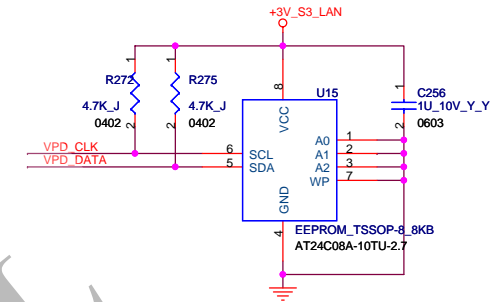 +3V_S3_LAN
1 1 1
R272 R275 U15 C256
8
4.7K_J 4.7K_J 1U_10V_Y_Y
VCC
0402 0402 0603
2 2 2
VPD_CLK 6 SCL A0 1
VPD_DATA 5 SDA A1 2
A2 3
WP 7
GND
4
EEPROM_TSSOP-8_8KB
AT24C08A-10TU-2.7